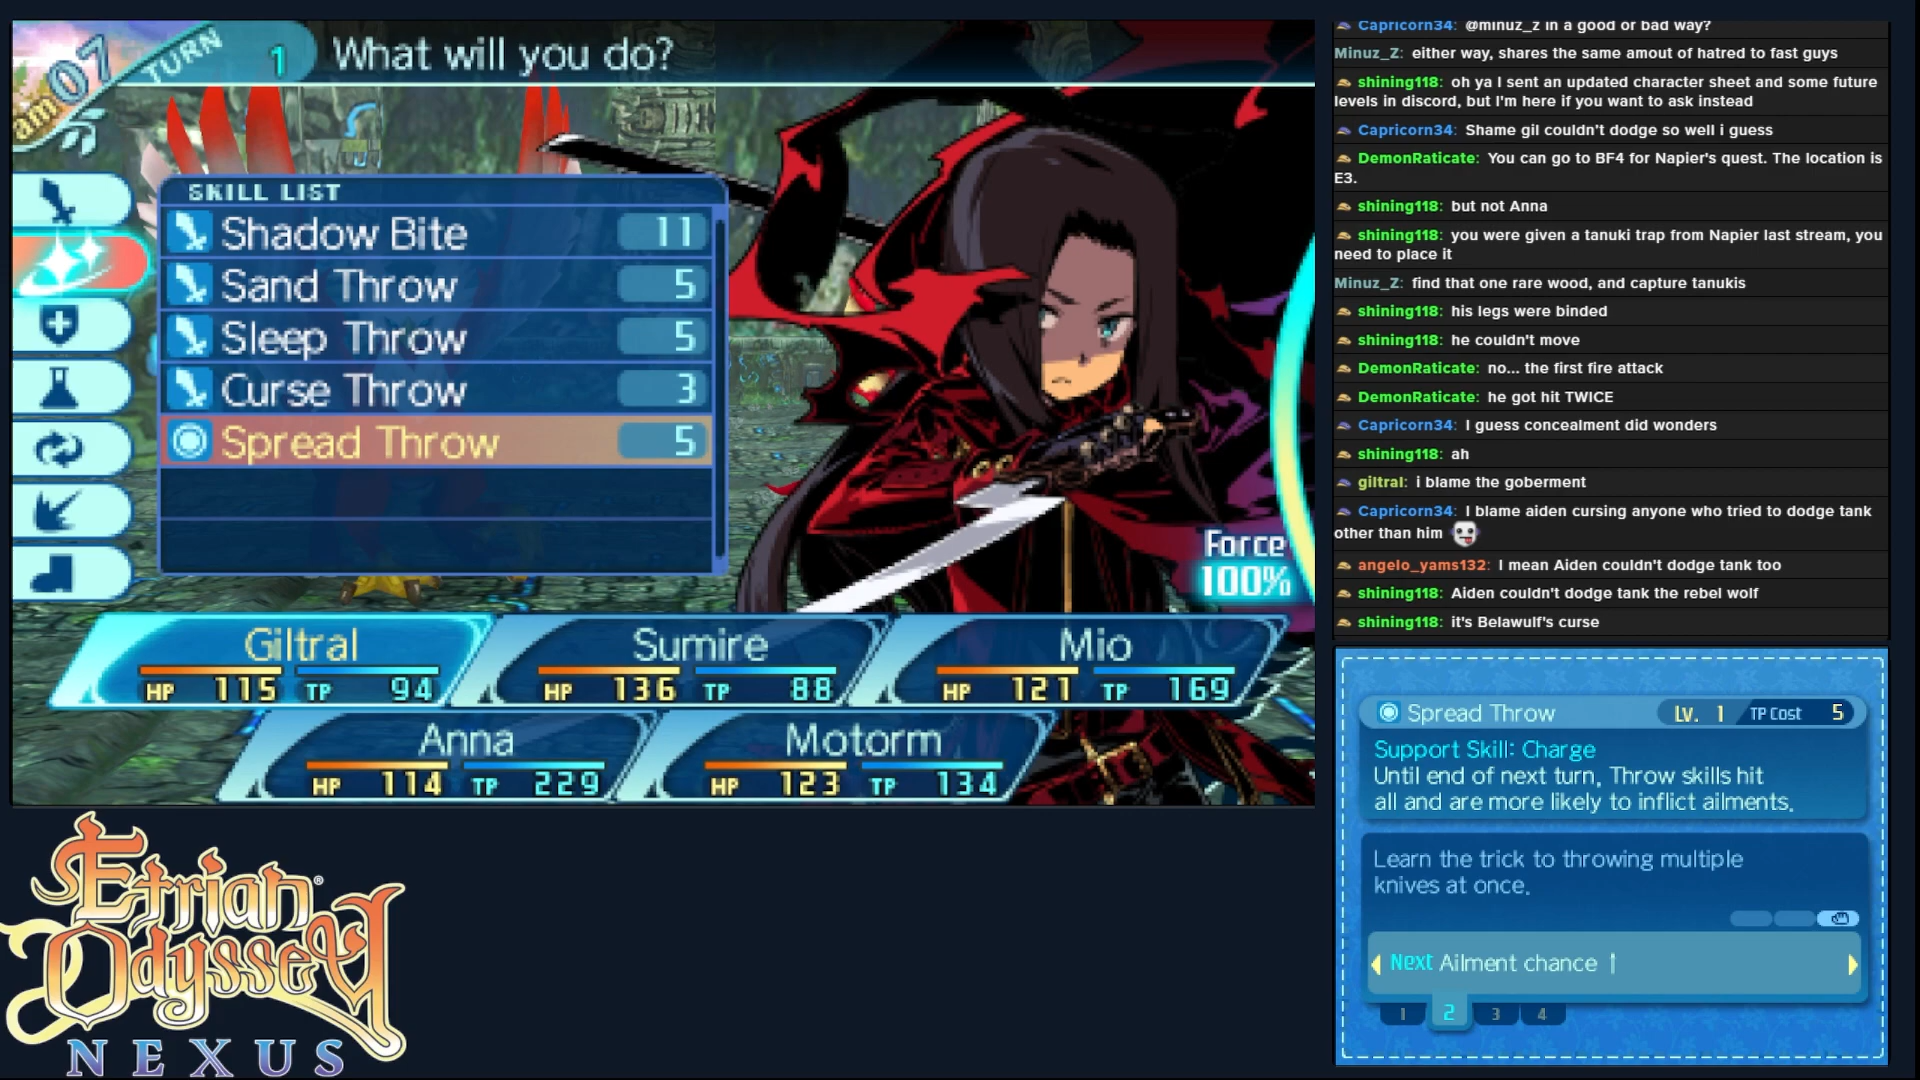 am 07
TURN 1
What will you do?
SKILL LIST
Shadow Bite 11
Sand Throw 5
Sleep Throw 5
Curse Throw 3
Spread Throw 5
Force
100%
Giltral
HP 115 TP 94
Sumire
HP 136 TP 88
Mio
HP 121 TP 169
Anna
HP 114 TP 229
Motorm
HP 123 TP 134
Etrian
Odyssey
NEXUS
Capricorn34: @minuz_z in a good or bad way?
Minuz_Z: either way, shares the same amout of hatred to fast guys
shining118: oh ya I sent an updated character sheet and some future
levels in discord, but I'm here if you want to ask instead
Capricorn34: Shame gil couldn't dodge so well i guess
DemonRaticate: You can go to BF4 for Napier's quest. The location is
E3.
shining118: but not Anna
shining118: you were given a tanuki trap from Napier last stream, you
need to place it
Minuz_Z: find that one rare wood, and capture tanukis
shining118: his legs were binded
shining118: he couldn't move
DemonRaticate: no... the first fire attack
DemonRaticate: he got hit TWICE
Capricorn34: I guess concealment did wonders
shining118: ah
giltral: i blame the goberment
Capricorn34: I blame aiden cursing anyone who tried to dodge tank
other than him
angelo_yams132: I mean Aiden couldn't dodge tank too
shining118: Aiden couldn't dodge tank the rebel wolf
shining118: it's Belawulf's curse
Spread Throw Lv. 1 TP Cost 5
Support Skill: Charge
Until end of next turn, Throw skills hit
all and are more likely to inflict ailments.
Learn the trick to throwing multiple
knives at once.
Next Ailment chance
1 2 3 4